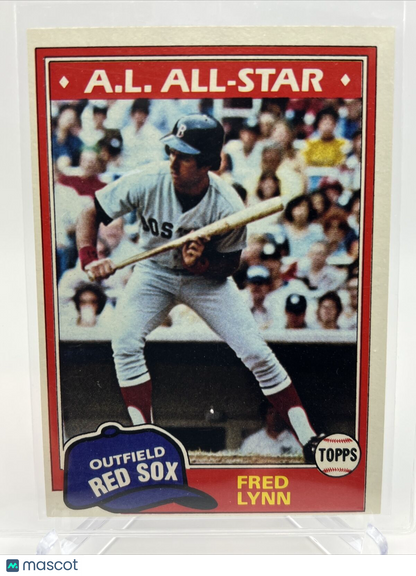 A.L. ALL-STAR
B
BOS
OUTFIELD
RED SOX
FRED
LYNN
TOPPS
mascot